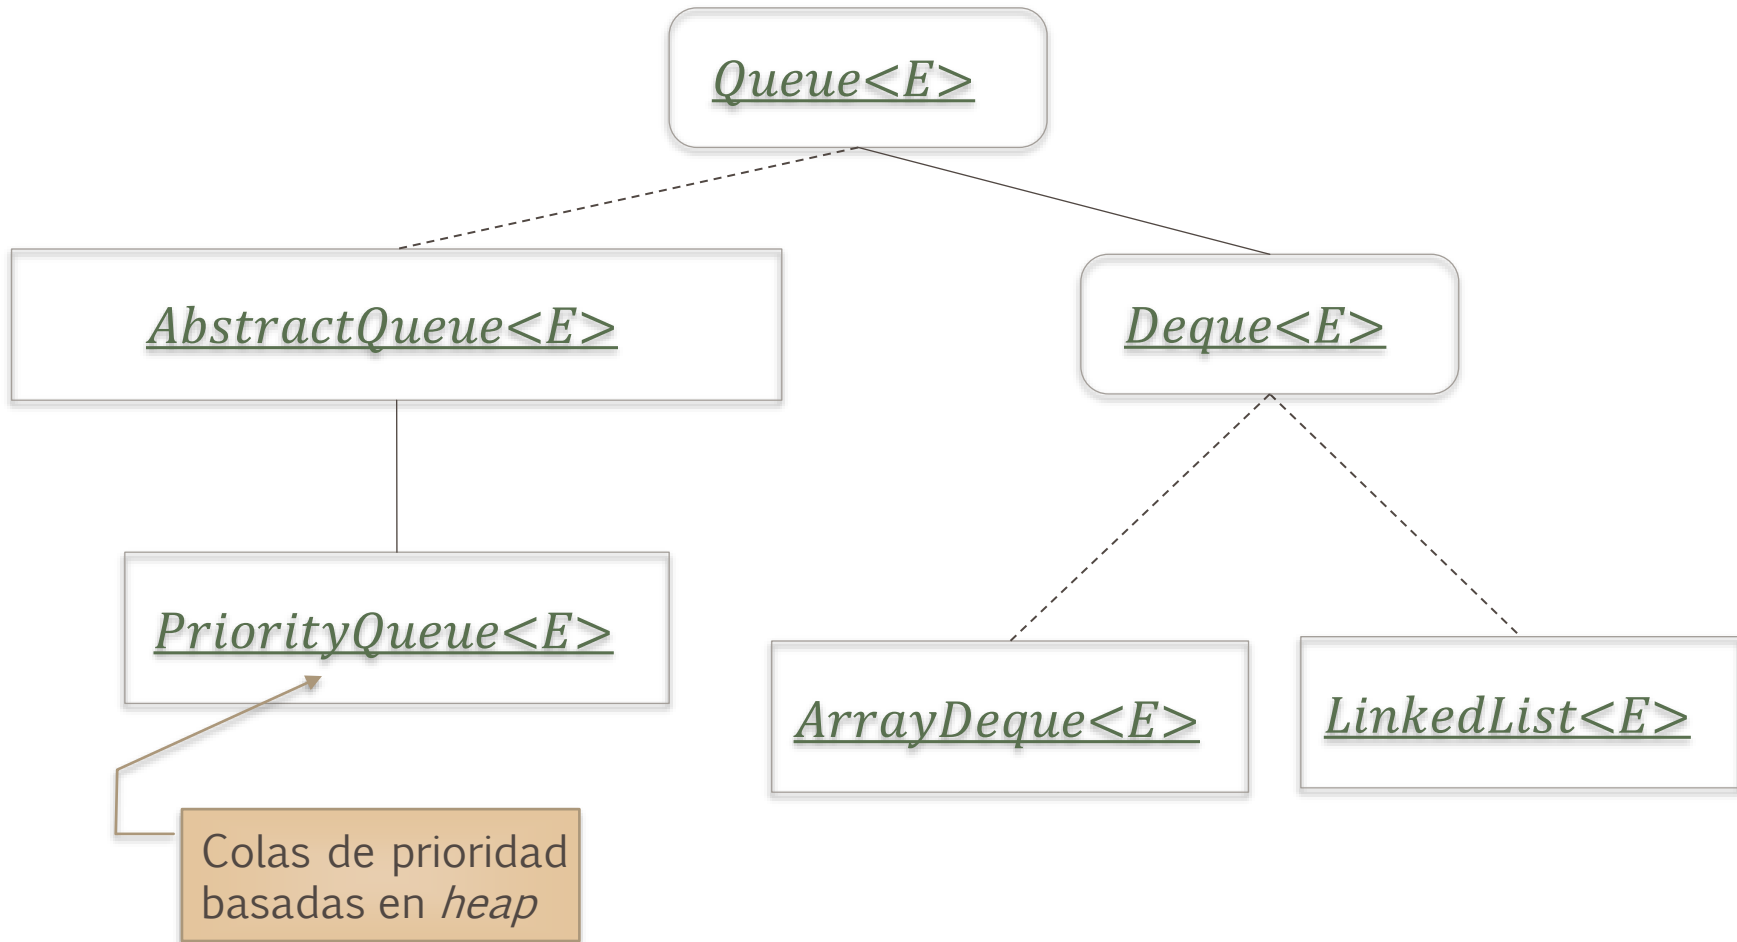 Queue<E>
AbstractQueue<E>
Deque<E>
PriorityQueue<E>
ArrayDeque<E>
LinkedList<E>
Colas de prioridad
basadas en heap